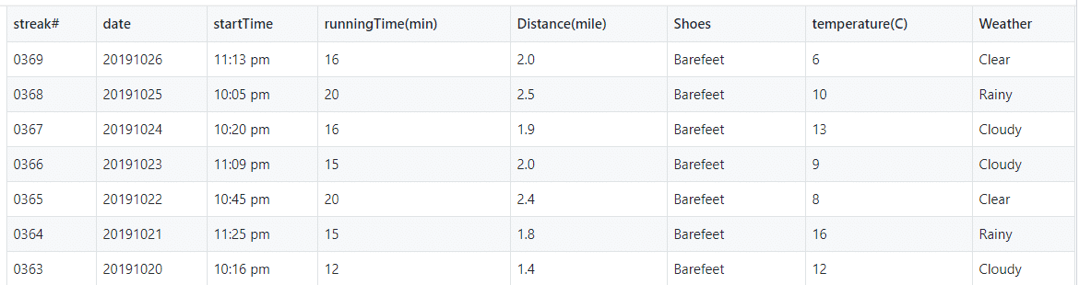 streak# date startTime runningTime(min) Distance(mile) Shoes temperature(C) Weather
0369 20191026 11:13 pm 16 2.0 Barefeet 6 Clear
0368 20191025 10:05 pm 20 2.5 Barefeet 10 Rainy
0367 20191024 10:20 pm 16 1.9 Barefeet 13 Cloudy
0366 20191023 11:09 pm 15 2.0 Barefeet 9 Cloudy
0365 20191022 10:45 pm 20 2.4 Barefeet 8 Clear
0364 20191021 11:25 pm 15 1.8 Barefeet 16 Rainy
0363 20191020 10:16 pm 12 1.4 Barefeet 12 Cloudy